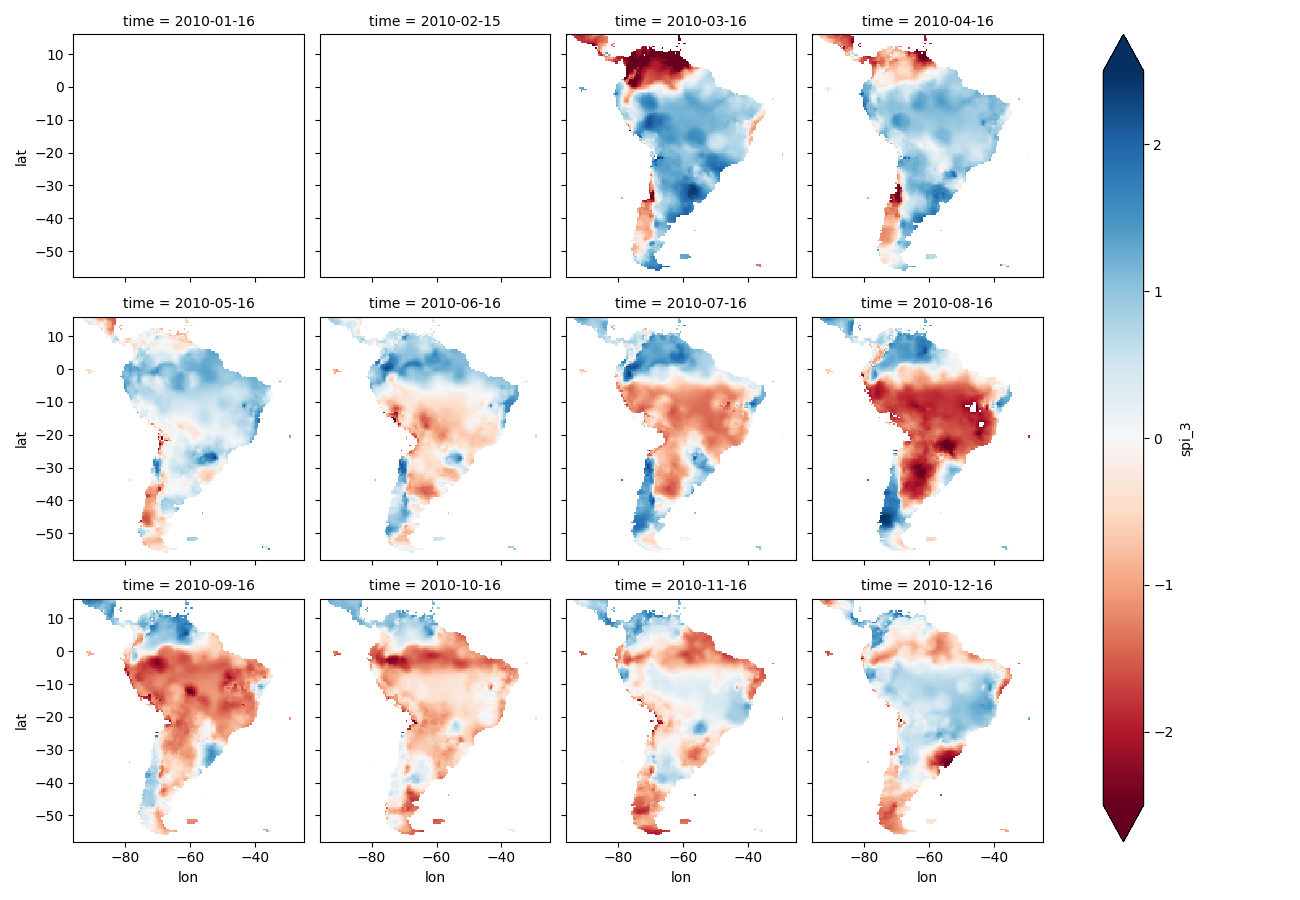 time = 2010-01-16
time = 2010-02-15
time = 2010-03-16
time = 2010-04-16
10
0
−10
−20
−30
−40
−50
lat
time = 2010-05-16
time = 2010-06-16
time = 2010-07-16
time = 2010-08-16
10
0
−10
−20
−30
−40
−50
lat
time = 2010-09-16
time = 2010-10-16
time = 2010-11-16
time = 2010-12-16
10
0
−10
−20
−30
−40
−50
lat
−80 −60 −40
lon
−80 −60 −40
lon
−80 −60 −40
lon
−80 −60 −40
lon
2
1
0
−1
−2
spi_3